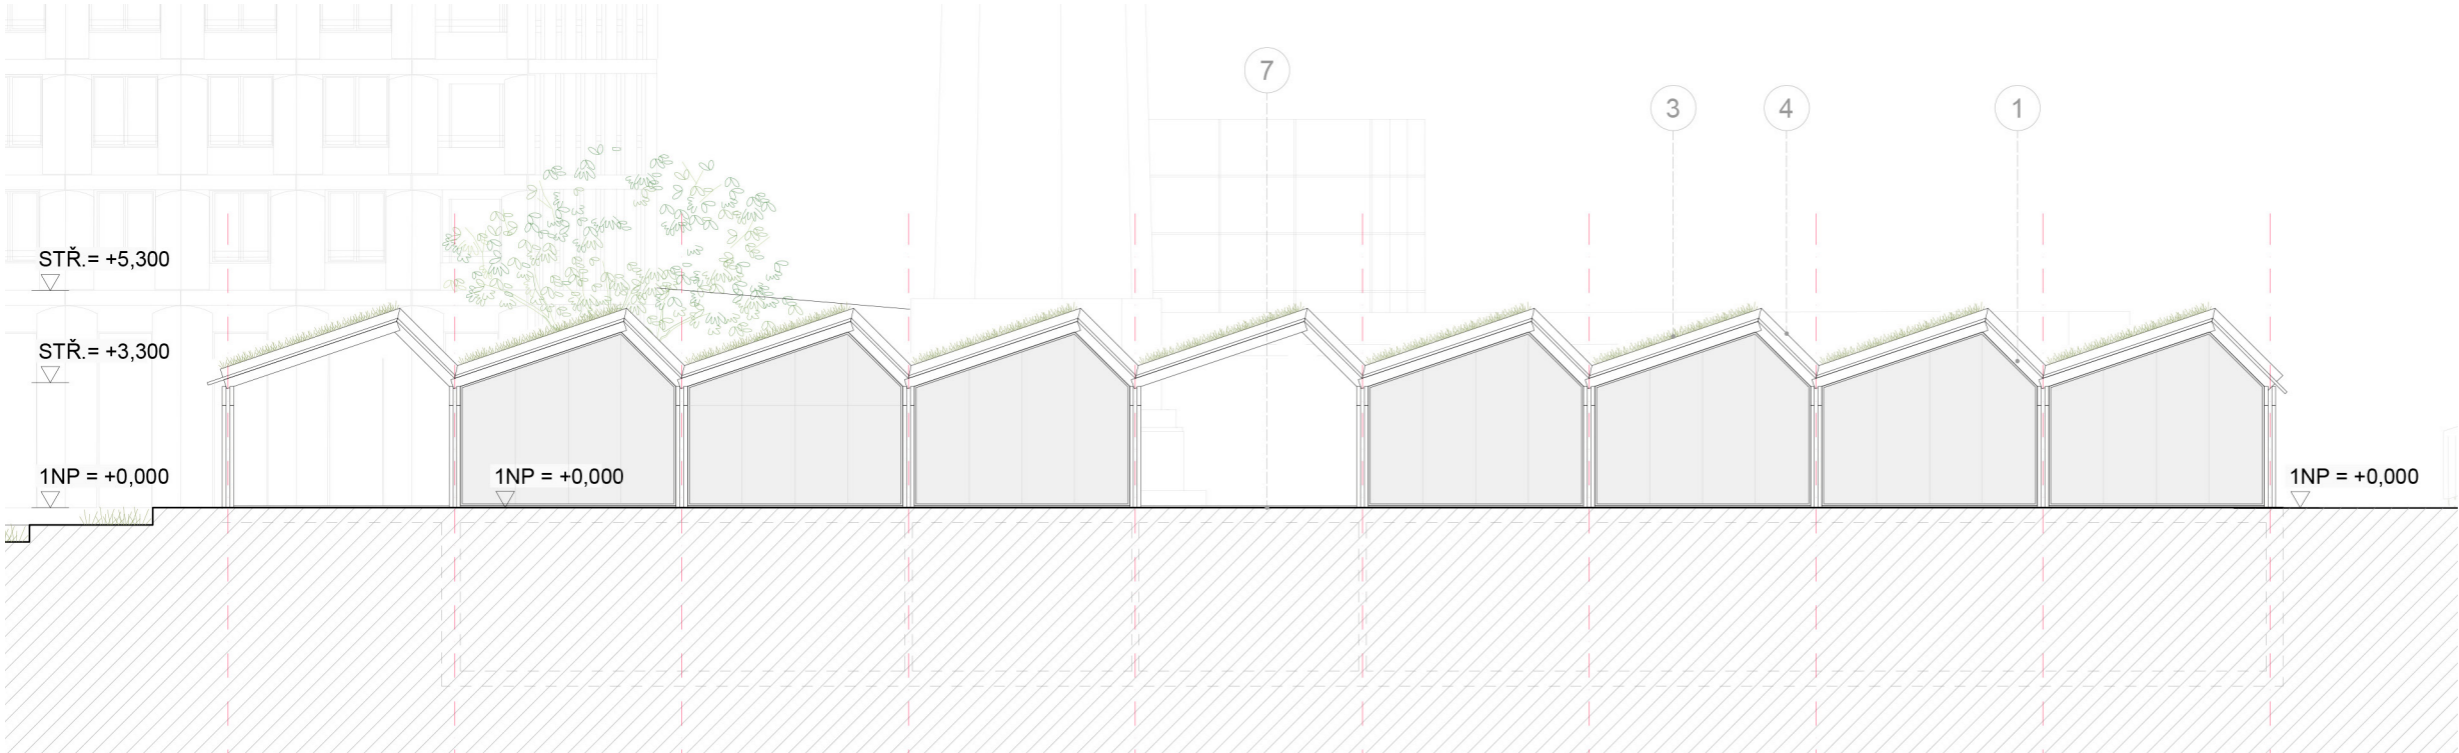 7
3
4
1
STŘ.= +5,300
STŘ.= +3,300
1NP = +0,000
1NP = +0,000
1NP = +0,000